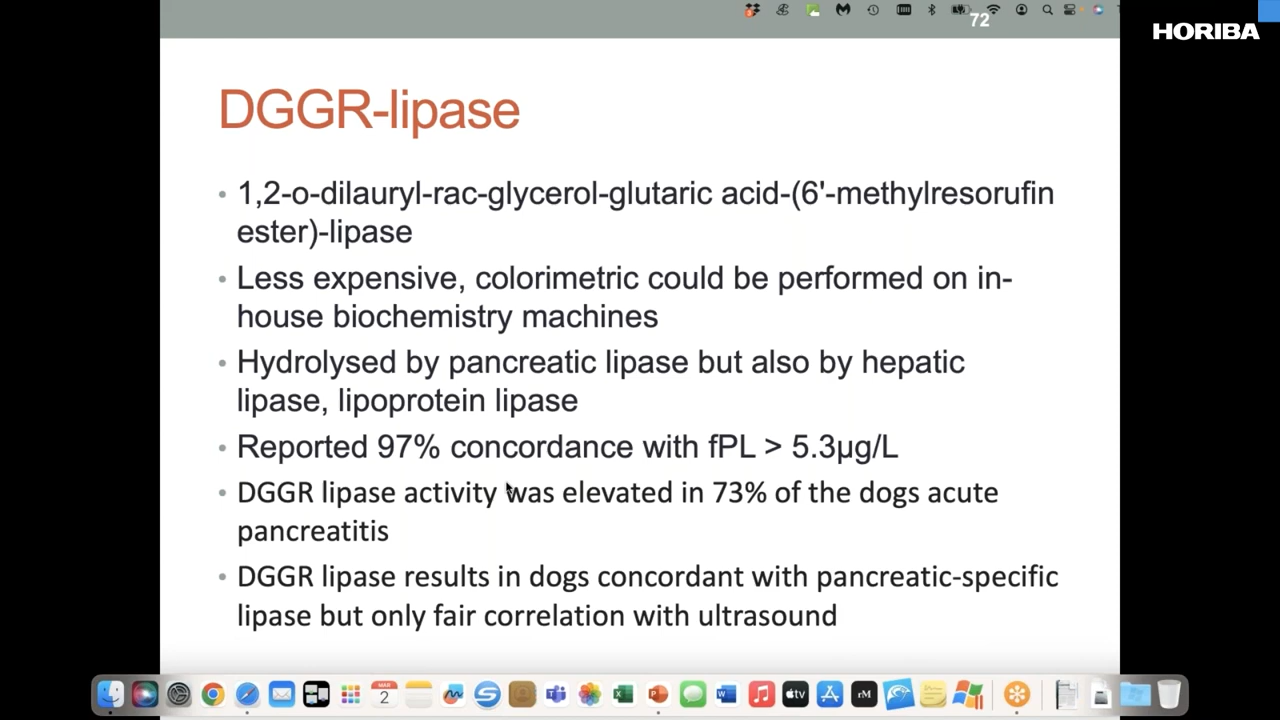 72
HORIBA
DGGR-lipase
• 1,2-o-dilauryl-rac-glycerol-glutaric acid-(6'-methylresorufin
ester)-lipase
• Less expensive, colorimetric could be performed on in-
house biochemistry machines
• Hydrolysed by pancreatic lipase but also by hepatic
lipase, lipoprotein lipase
• Reported 97% concordance with fPL > 5.3µg/L
• DGGR lipase activity was elevated in 73% of the dogs acute
pancreatitis
• DGGR lipase results in dogs concordant with pancreatic-specific
lipase but only fair correlation with ultrasound
MAR
2
tv
rM